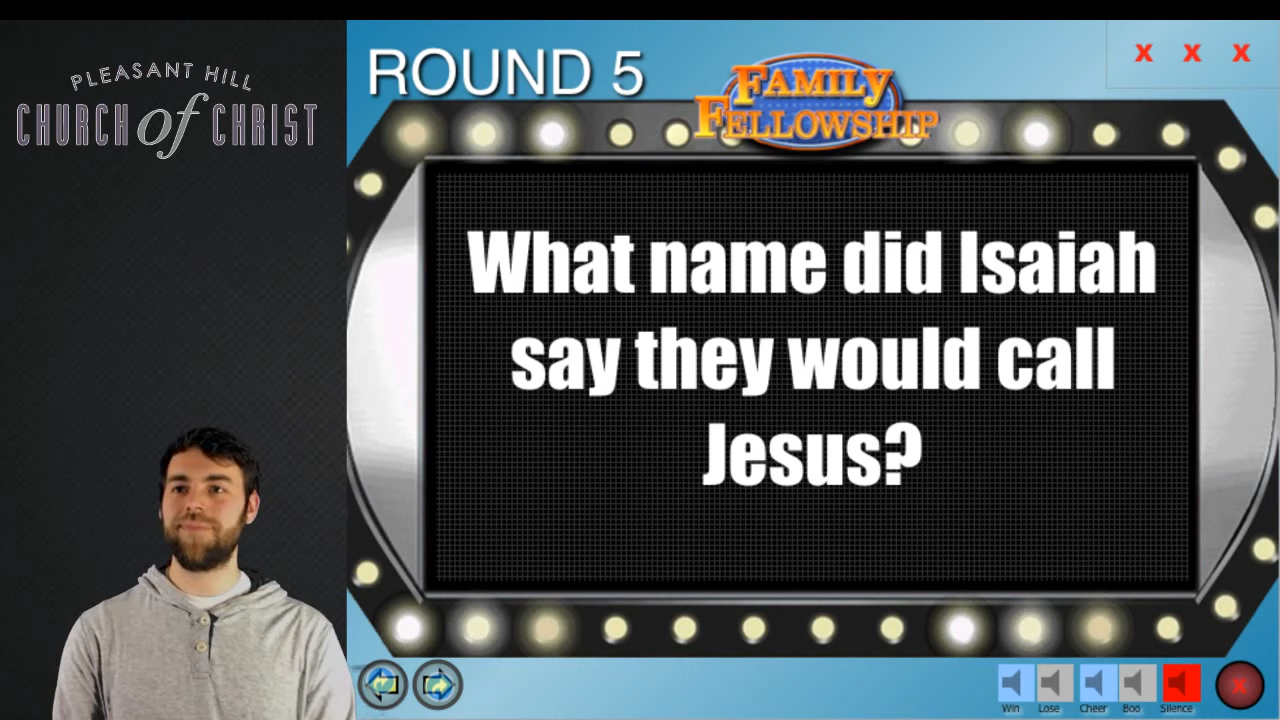 PLEASANT HILL
CHURCH of CHRIST
ROUND 5
X X X
FAMILY
FELLOWSHIP
What name did Isaiah
say they would call
Jesus?
Win Lose Cheer Boo Silence
X